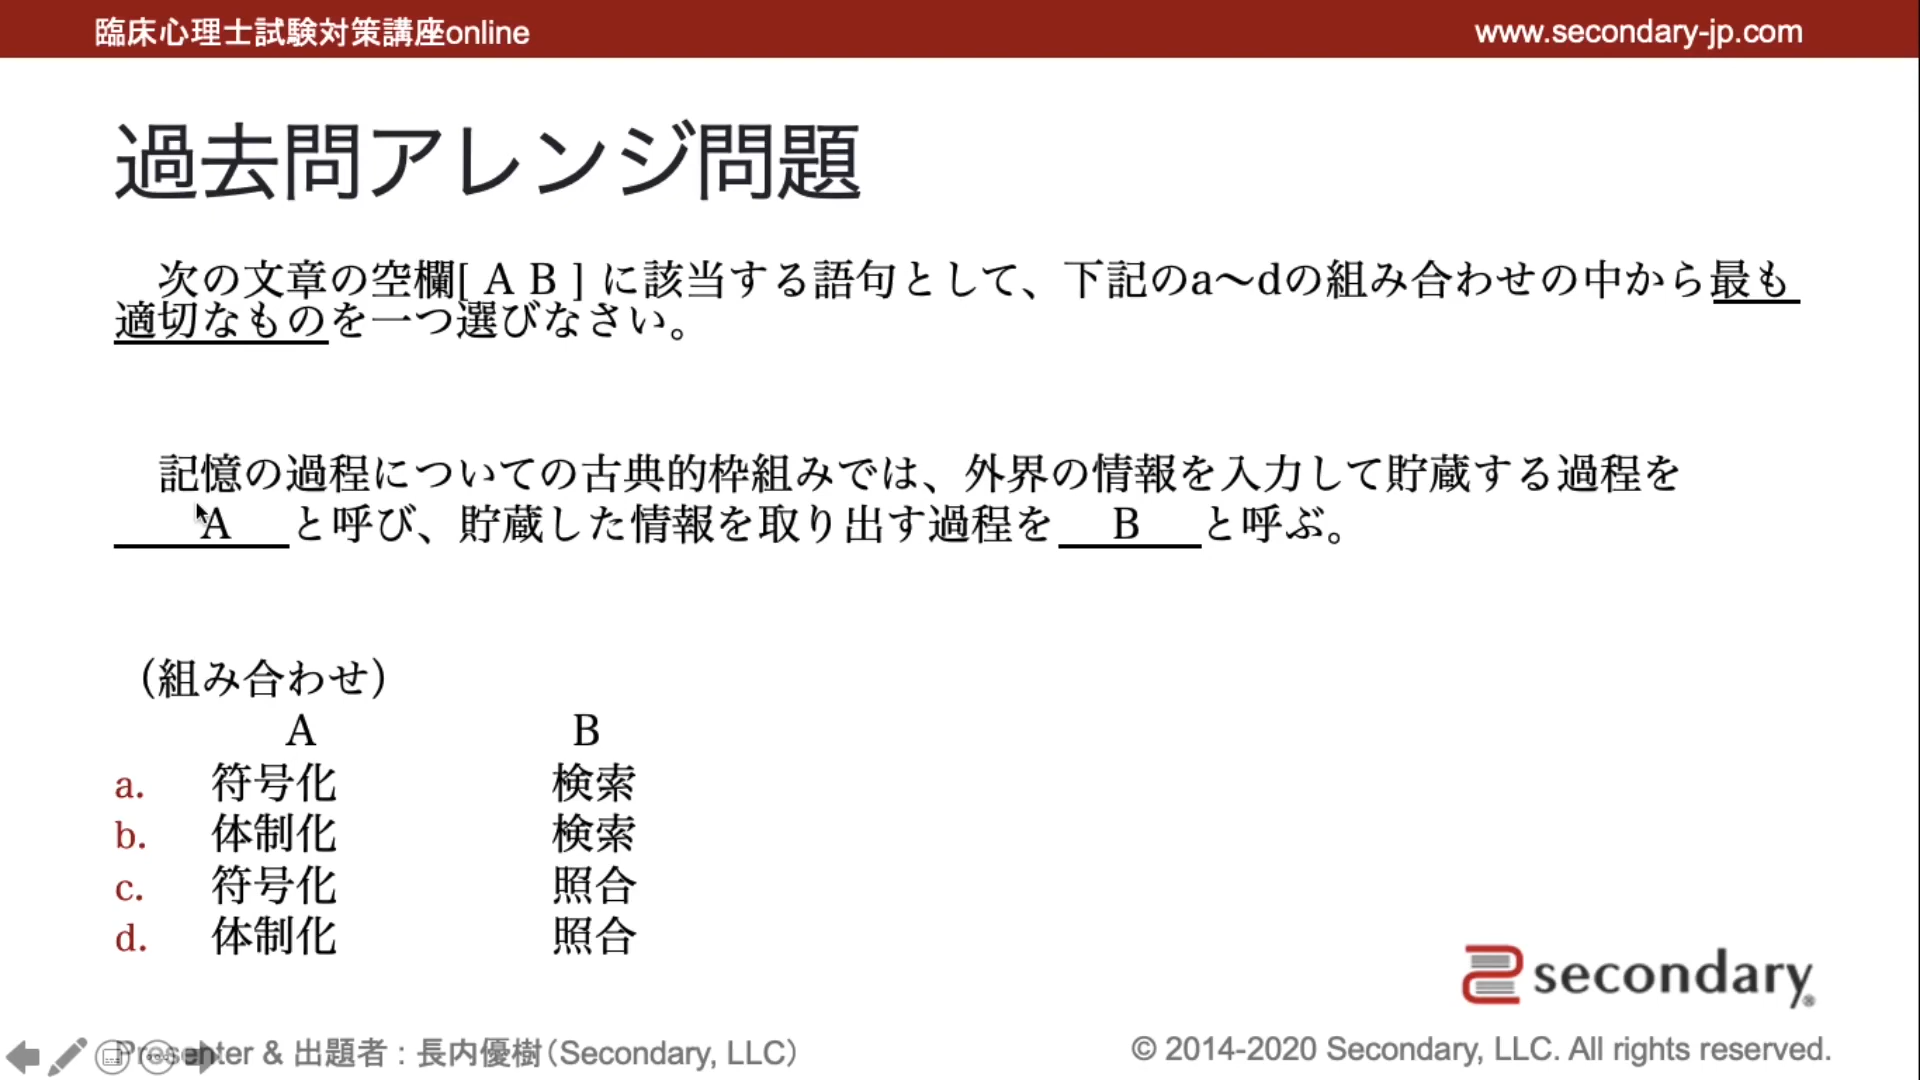 臨床心理士試験対策講座online
www.secondary-jp.com
過去問アレンジ問題
次の文章の空欄[ A B ] に該当する語句として、下記のa〜dの組み合わせの中から最も
適切なものを一つ選びなさい。
記憶の過程についての古典的枠組みでは、外界の情報を入力して貯蔵する過程を
A と呼び、貯蔵した情報を取り出す過程を B と呼ぶ。
（組み合わせ）
A B
a. 符号化 検索
b. 体制化 検索
c. 符号化 照合
d. 体制化 照合
secondary®
Presenter & 出題者：長内優樹（Secondary, LLC）
© 2014-2020 Secondary, LLC. All rights reserved.